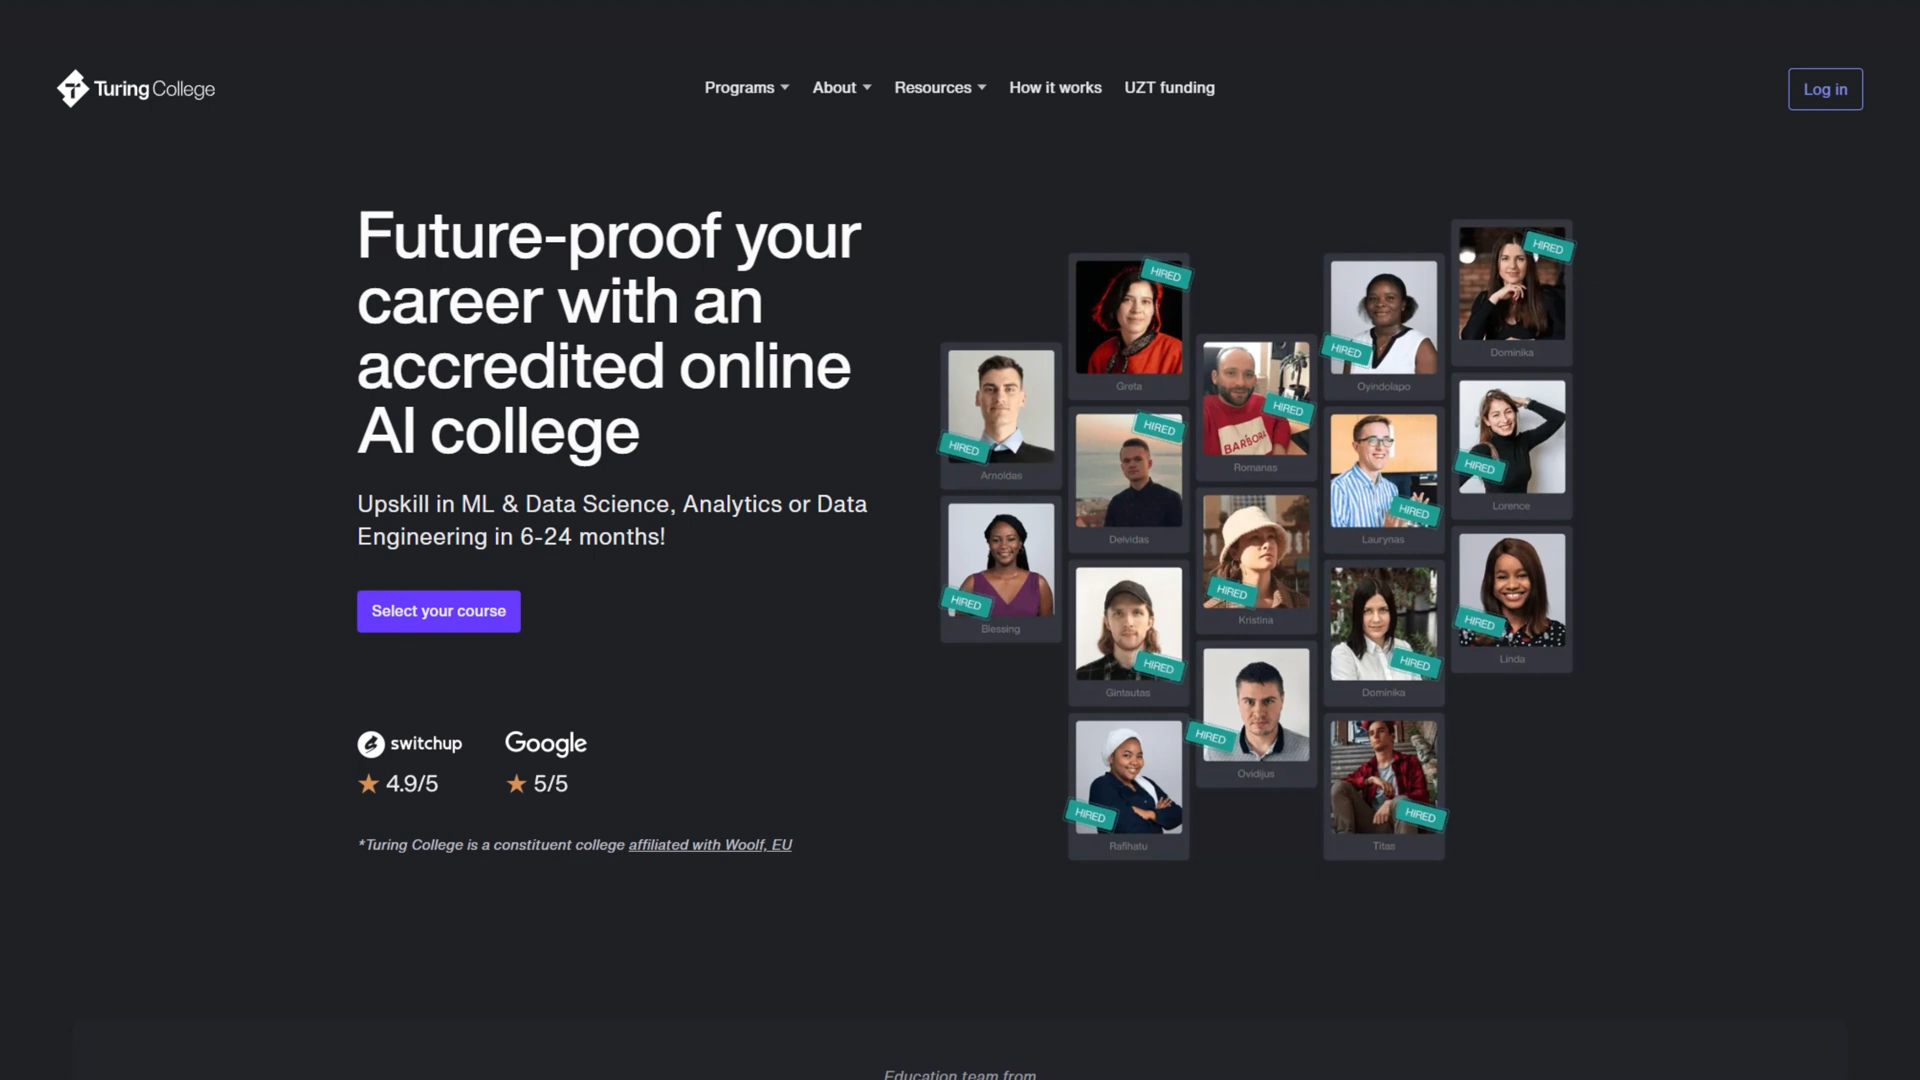 Turing College
Programs
About
Resources
How it works
UZT funding
Log in
Future-proof your
career with an
accredited online
AI college
Upskill in ML & Data Science, Analytics or Data
Engineering in 6-24 months!
Select your course
switchup
Google
4.9/5
5/5
*Turing College is a constituent college affiliated with Woolf, EU
HIRED
Arnoldas
HIRED
Blessing
HIRED
Greta
HIRED
Deividas
HIRED
Gintautas
HIRED
Rafihatu
BARBORA
HIRED
Romanas
HIRED
Kristina
HIRED
Ovidijus
HIRED
Oyindolapo
HIRED
Laurynas
HIRED
Dominika
HIRED
Titas
HIRED
Dominika
HIRED
Lorence
HIRED
Linda
Education team from